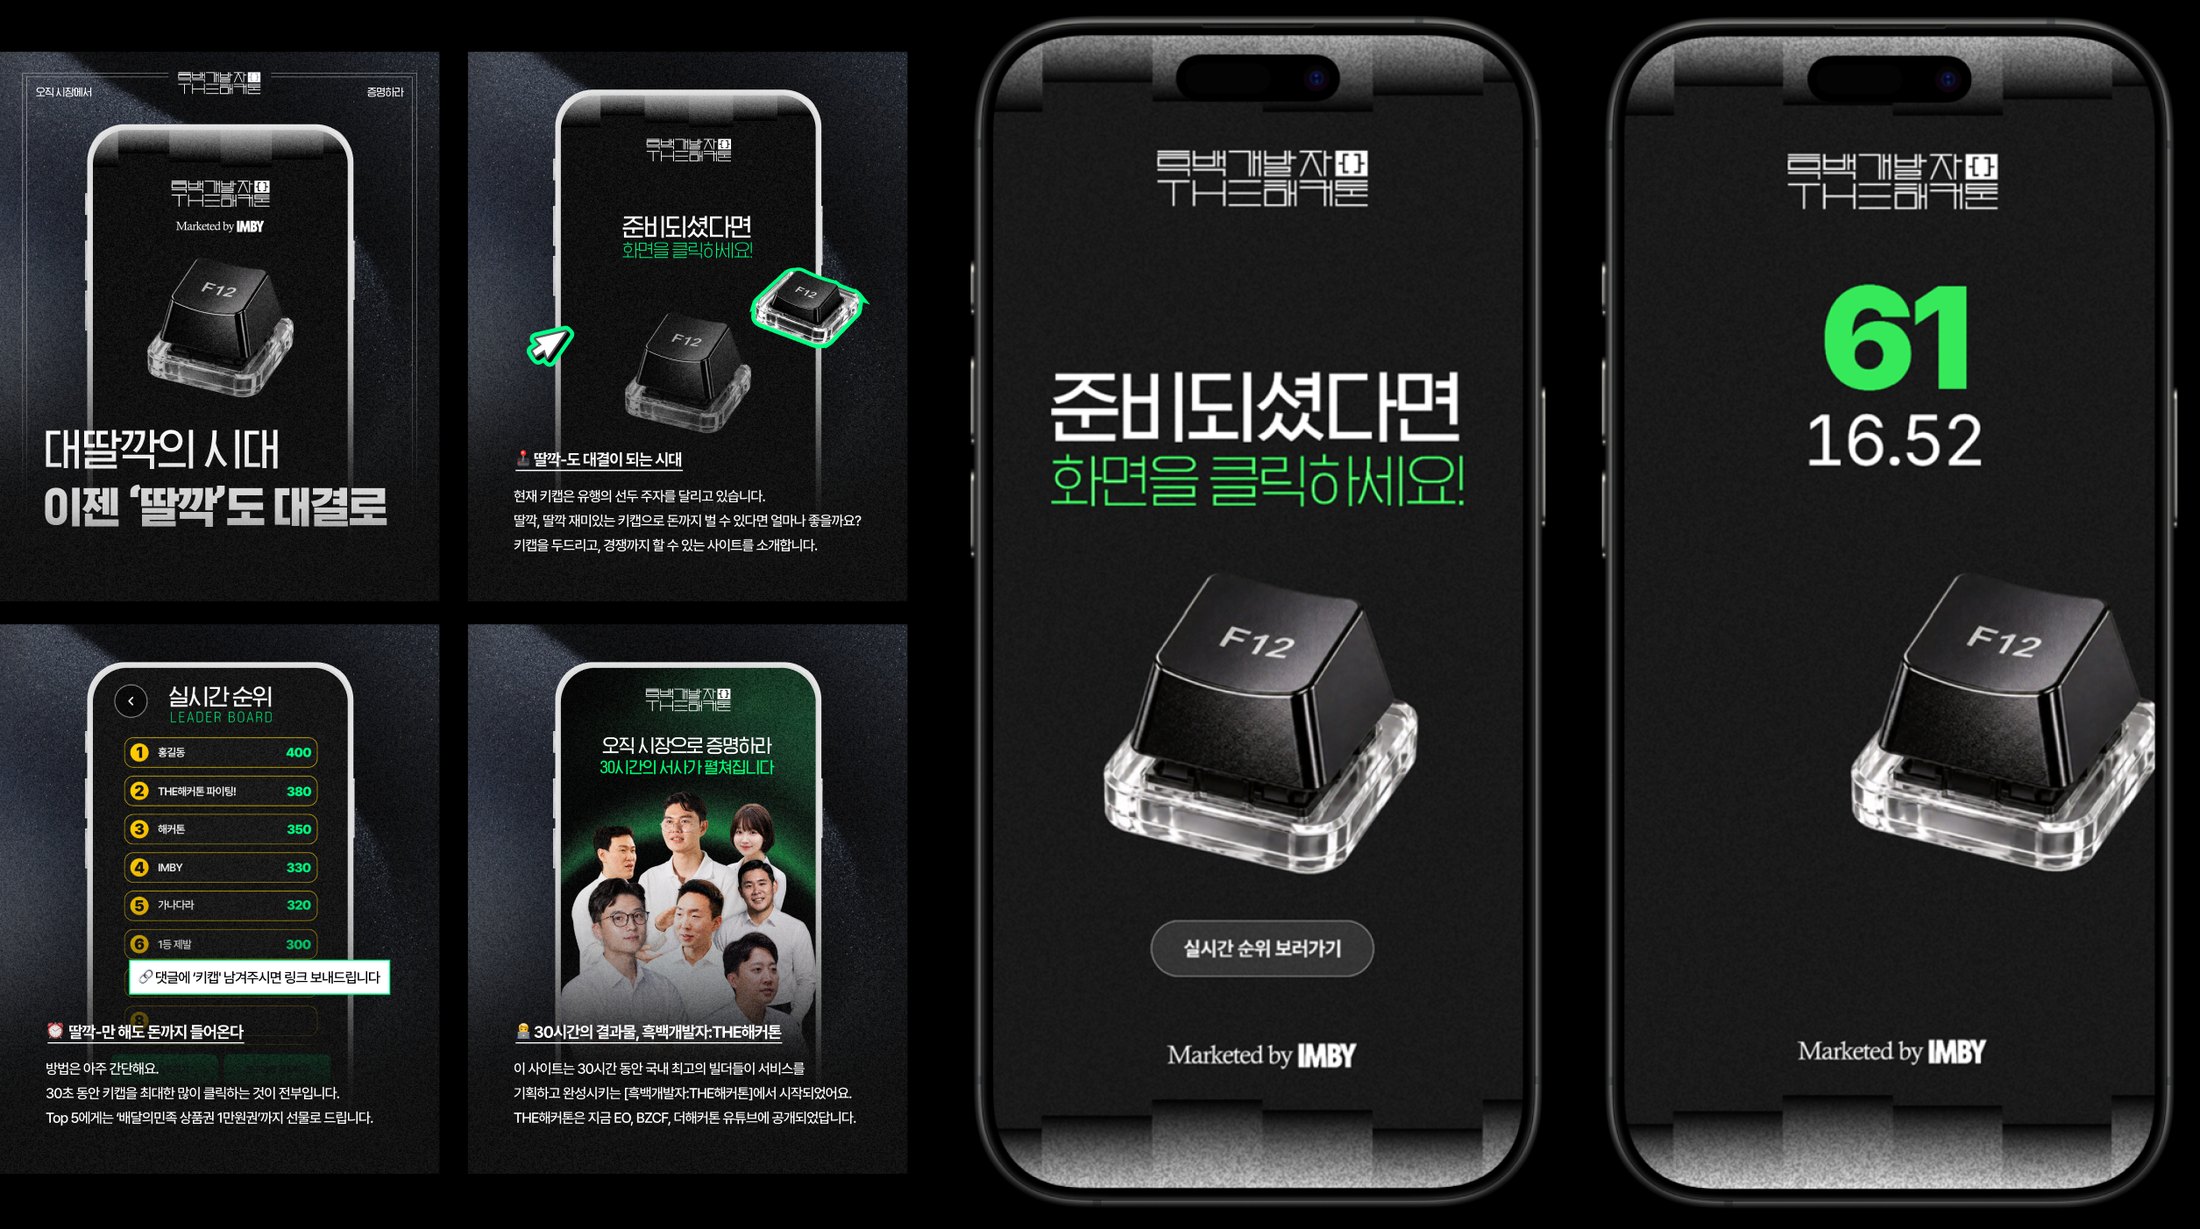 오직 시장에서
흑백개발자{}
THE해커톤
증명하라
흑백개발자{}
THE해커톤
Marketed by IMBY
F12
대딸깍의 시대
이젠 ‘딸깍’도 대결로
흑백개발자{}
THE해커톤
준비되셨다면
화면을 클릭하세요!
F12
F12
🕹️ 딸깍-도 대결이 되는 시대
현재 키캡은 유행의 선두 주자를 달리고 있습니다.
딸깍, 딸깍 재미있는 키캡으로 돈까지 벌 수 있다면 얼마나 좋을까요?
키캡을 두드리고, 경쟁까지 할 수 있는 사이트를 소개합니다.
실시간 순위
LEADER BOARD
1 홍길동 400
2 THE해커톤 파이팅! 380
3 해커톤 350
4 IMBY 330
5 가나다라 320
6 1등 제발 300
🔗 댓글에 ‘키캡’ 남겨주시면 링크 보내드립니다
8
⏰ 딸깍-만 해도 돈까지 들어온다
방법은 아주 간단해요.
30초 동안 키캡을 최대한 많이 클릭하는 것이 전부입니다.
Top 5에게는 ‘배달의민족 상품권 1만원권’까지 선물로 드립니다.
흑백개발자{}
THE해커톤
오직 시장으로 증명하라
30시간의 서사가 펼쳐집니다
🧑‍💻 30시간의 결과물, 흑백개발자:THE해커톤
이 사이트는 30시간 동안 국내 최고의 빌더들이 서비스를
기획하고 완성시키는 [흑백개발자:THE해커톤]에서 시작되었어요.
THE해커톤은 지금 EO, BZCF, 더해커톤 유튜브에 공개되었답니다.
흑백개발자{}
THE해커톤
준비되셨다면
화면을 클릭하세요!
F12
실시간 순위 보러가기
Marketed by IMBY
흑백개발자{}
THE해커톤
61
16.52
F12
Marketed by IMBY